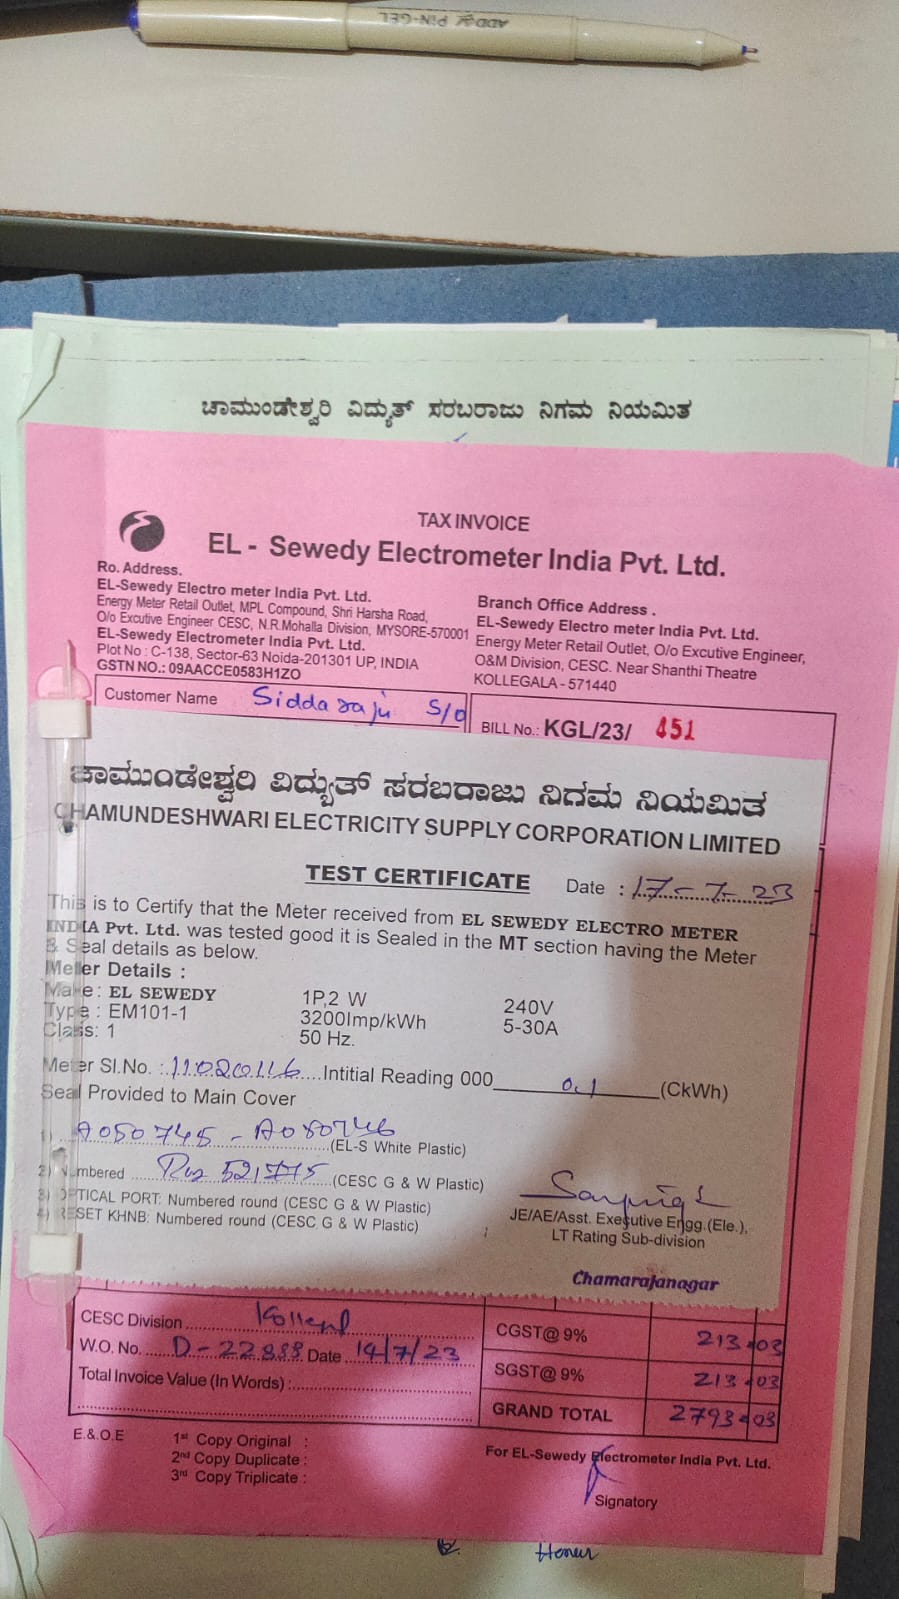 ADD PIN-GEL
ಚಾಮುಂಡೇಶ್ವರಿ ವಿದ್ಯುತ್ ಸರಬರಾಜು ನಿಗಮ ನಿಯಮಿತ
TAX INVOICE
EL - Sewedy Electrometer India Pvt. Ltd.
Ro. Address.
EL-Sewedy Electro meter India Pvt. Ltd.
Energy Meter Retail Outlet, MPL Compound, Shri Harsha Road,
O/o Excutive Engineer CESC, N.R.Mohalla Division, MYSORE-570001
EL-Sewedy Electrometer India Pvt. Ltd.
Plot No : C-138, Sector-63 Noida-201301 UP, INDIA
GSTN NO.: 09AACCE0583H1ZO
Branch Office Address .
EL-Sewedy Electro meter India Pvt. Ltd.
Energy Meter Retail Outlet, O/o Excutive Engineer,
O&M Division, CESC. Near Shanthi Theatre
KOLLEGALA - 571440
Customer Name Siddaraju S/o
BILL No.: KGL/23/ 451
ಚಾಮುಂಡೇಶ್ವರಿ ವಿದ್ಯುತ್ ಸರಬರಾಜು ನಿಗಮ ನಿಯಮಿತ
CHAMUNDESHWARI ELECTRICITY SUPPLY CORPORATION LIMITED
TEST CERTIFICATE Date : 17-7-23
This is to Certify that the Meter received from EL SEWEDY ELECTRO METER
INDIA Pvt. Ltd. was tested good it is Sealed in the MT section having the Meter
& Seal details as below.
Meter Details :
Make : EL SEWEDY 1P,2 W 240V
Type : EM101-1 3200Imp/kWh 5-30A
Class: 1 50 Hz.
Meter Sl.No. : 11020116 Intitial Reading 000 0.1 (CkWh)
Seal Provided to Main Cover
1) A050745 - A050746 (EL-S White Plastic)
2) Numbered 521775 (CESC G & W Plastic)
3) OPTICAL PORT: Numbered round (CESC G & W Plastic)
4) RESET KHNB: Numbered round (CESC G & W Plastic)
JE/AE/Asst. Executive Engg.(Ele.),
LT Rating Sub-division
Chamarajanagar
CESC Division Kollegal
W.O. No. D-22888 Date 14/7/23
Total Invoice Value (In Words) :
CGST@ 9% 213.03
SGST@ 9% 213.03
GRAND TOTAL 2793.03
E.& O.E
1st Copy Original :
2nd Copy Duplicate :
3rd Copy Triplicate :
For EL-Sewedy Electrometer India Pvt. Ltd.
Signatory